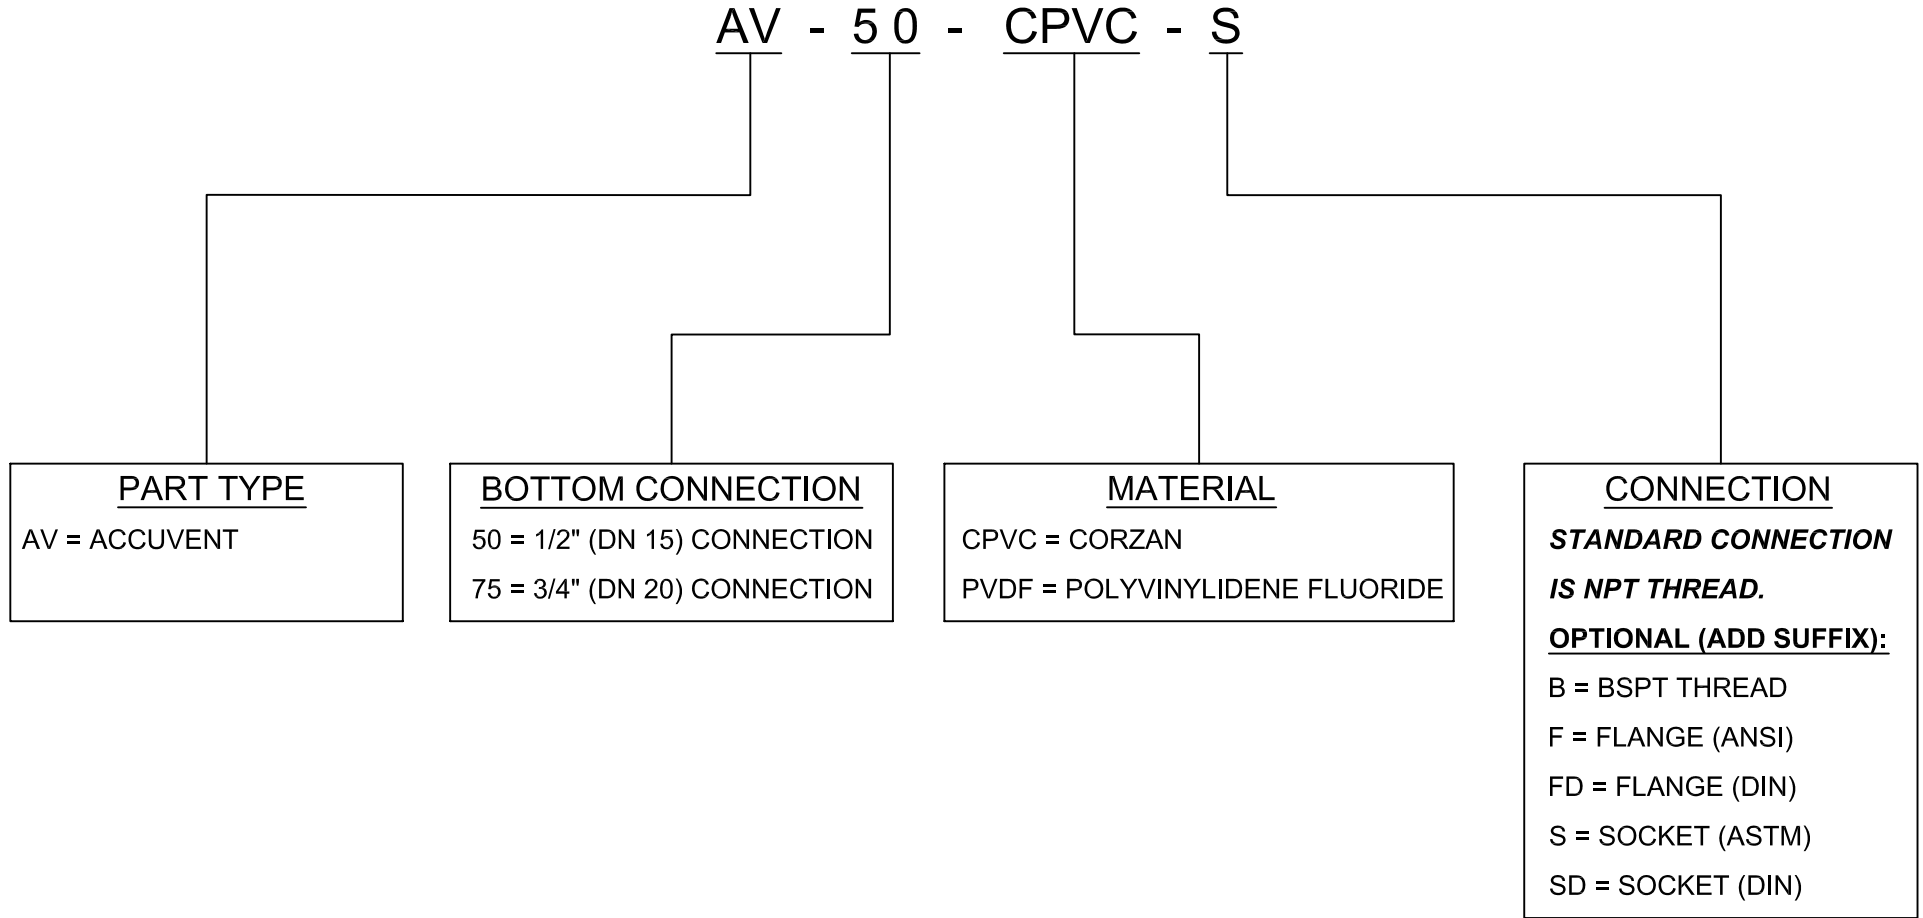 AV - 50 - CPVC - S
PART TYPE
AV = ACCUVENT
BOTTOM CONNECTION
50 = 1/2" (DN 15) CONNECTION
75 = 3/4" (DN 20) CONNECTION
MATERIAL
CPVC = CORZAN
PVDF = POLYVINYLIDENE FLUORIDE
CONNECTION
STANDARD CONNECTION
IS NPT THREAD.
OPTIONAL (ADD SUFFIX):
B = BSPT THREAD
F = FLANGE (ANSI)
FD = FLANGE (DIN)
S = SOCKET (ASTM)
SD = SOCKET (DIN)